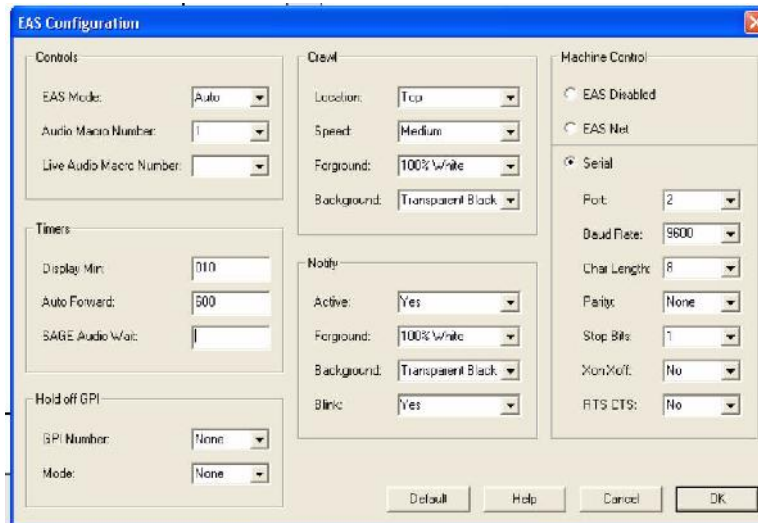 EAS Configuration
Controls
EAS Mode: Auto
Audio Macro Number: 1
Live Audio Macro Number:
Timers
Display Min: 010
Auto Forward: 600
SAGE Audio Wait:
Hold off GPI
GPI Number: None
Mode: None
Crawl
Location: Top
Speed: Medium
Forground: 100% White
Background: Transparent Black
Notify
Active: Yes
Forground: 100% White
Background: Transparent Black
Blink: Yes
Machine Control
EAS Disabled
EAS Net
Serial
Port: 2
Baud Rate: 9600
Char Length: 8
Parity: None
Stop Bits: 1
Xon Xoff: No
RTS CTS: No
Default
Help
Cancel
OK